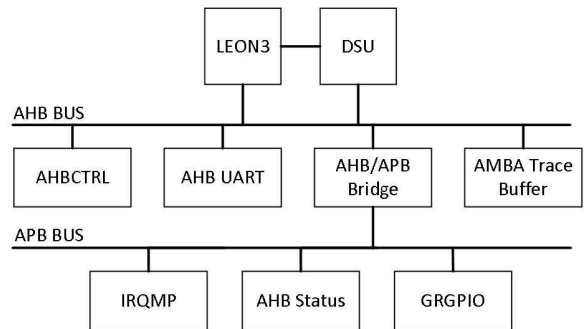 LEON3
DSU
AHB BUS
AHBCTRL
AHB UART
AHB/APB
Bridge
AMBA Trace
Buffer
APB BUS
IRQMP
AHB Status
GRGPIO